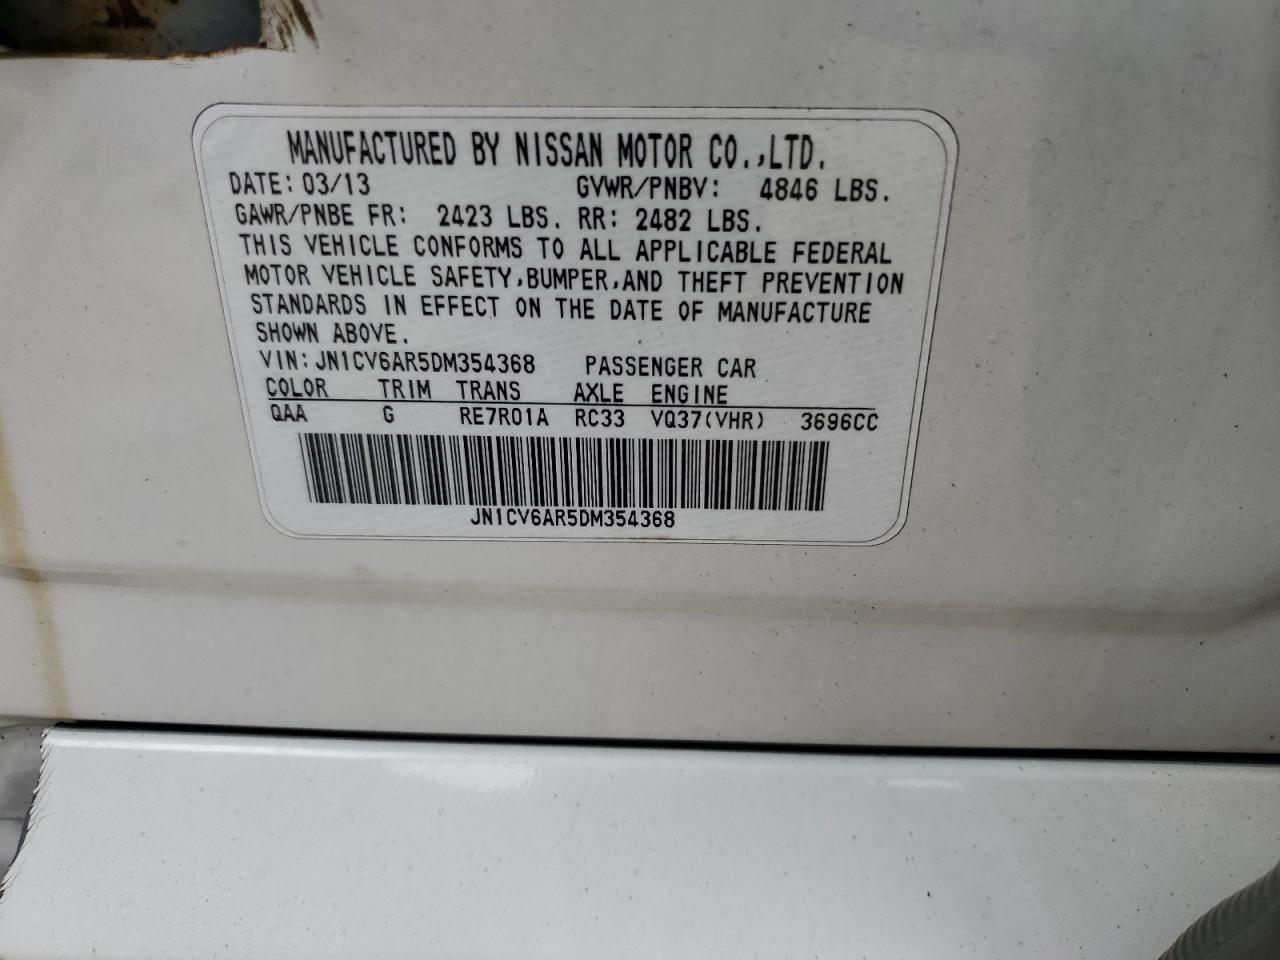 MANUFACTURED BY NISSAN MOTOR CO.,LTD.
DATE: 03/13 GVWR/PNBV: 4846 LBS.
GAWR/PNBE FR: 2423 LBS. RR: 2482 LBS.
THIS VEHICLE CONFORMS TO ALL APPLICABLE FEDERAL
MOTOR VEHICLE SAFETY,BUMPER,AND THEFT PREVENTION
STANDARDS IN EFFECT ON THE DATE OF MANUFACTURE
SHOWN ABOVE.
VIN:JN1CV6AR5DM354368 PASSENGER CAR
COLOR TRIM TRANS AXLE ENGINE
QAA G RE7R01A RC33 VQ37(VHR) 3696CC
JN1CV6AR5DM354368